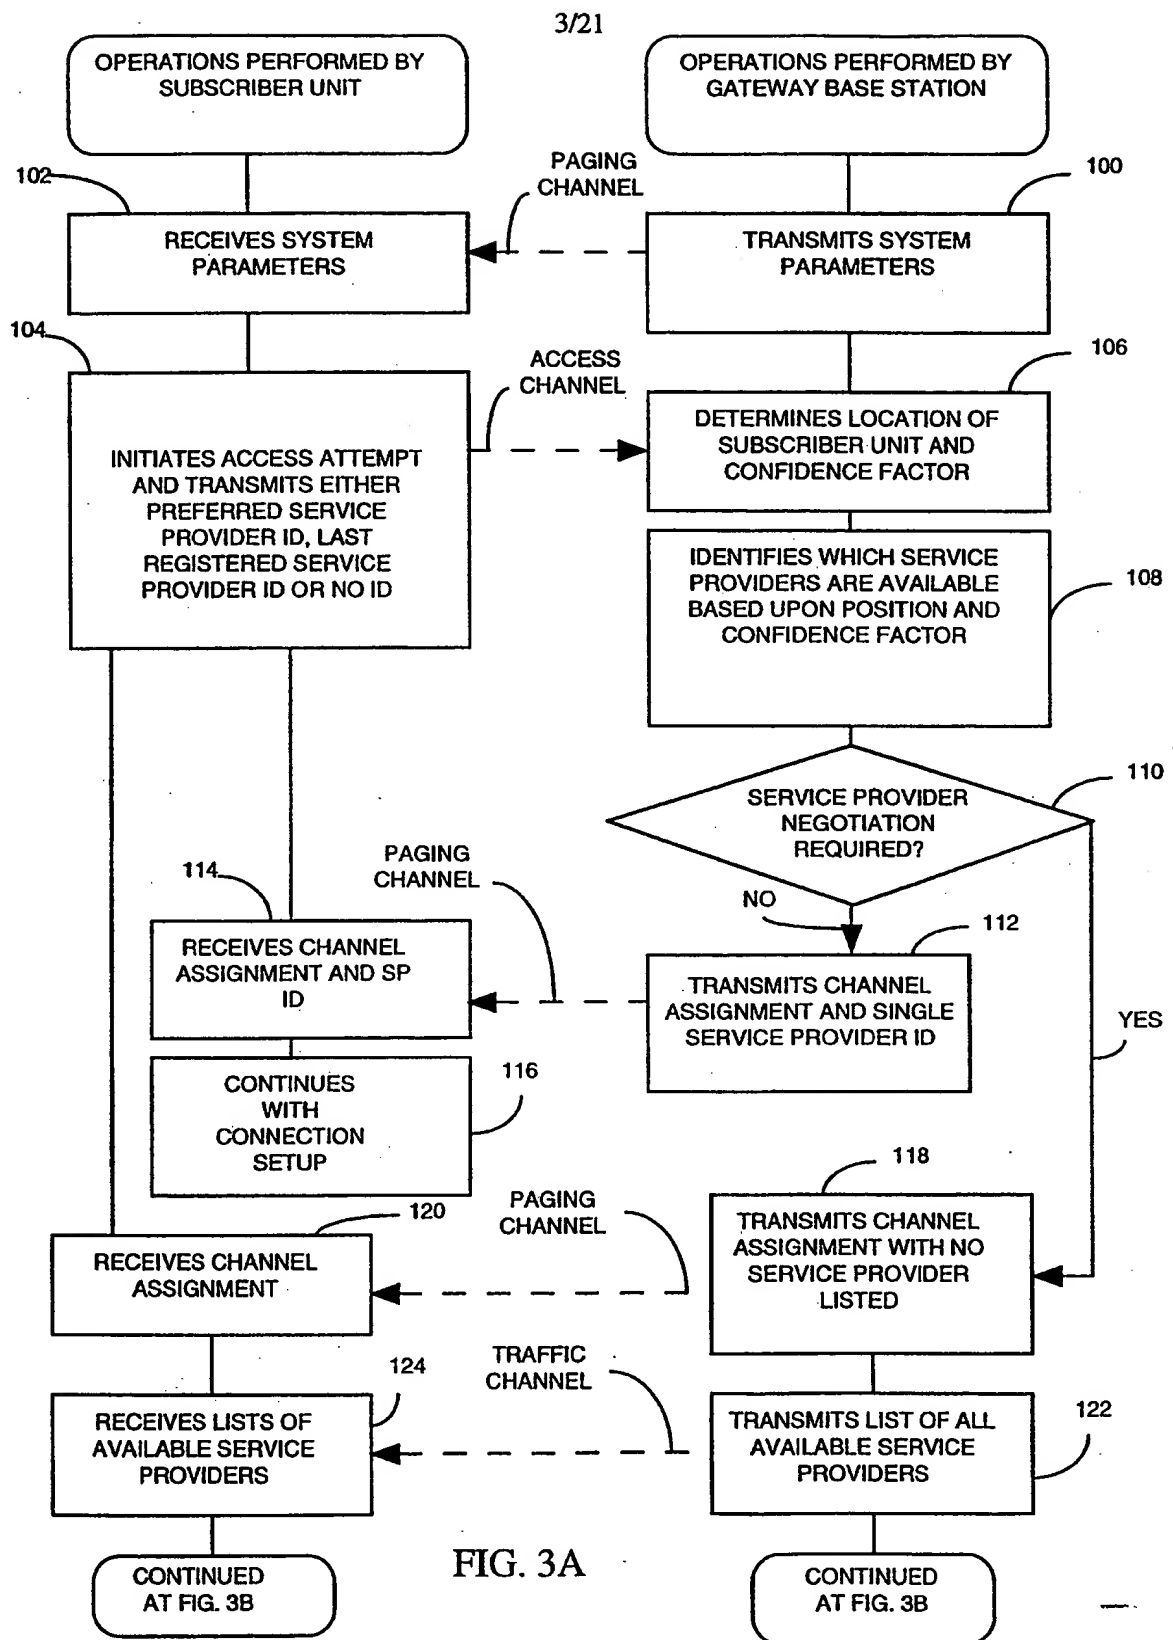 3/21
OPERATIONS PERFORMED BY
SUBSCRIBER UNIT
OPERATIONS PERFORMED BY
GATEWAY BASE STATION
PAGING
CHANNEL
102
100
RECEIVES SYSTEM
PARAMETERS
TRANSMITS SYSTEM
PARAMETERS
104
ACCESS
CHANNEL
106
INITIATES ACCESS ATTEMPT
AND TRANSMITS EITHER
PREFERRED SERVICE
PROVIDER ID, LAST
REGISTERED SERVICE
PROVIDER ID OR NO ID
DETERMINES LOCATION OF
SUBSCRIBER UNIT AND
CONFIDENCE FACTOR
IDENTIFIES WHICH SERVICE
PROVIDERS ARE AVAILABLE
BASED UPON POSITION AND
CONFIDENCE FACTOR
108
SERVICE PROVIDER
NEGOTIATION
REQUIRED?
110
NO
YES
PAGING
CHANNEL
114
112
RECEIVES CHANNEL
ASSIGNMENT AND SP
ID
TRANSMITS CHANNEL
ASSIGNMENT AND SINGLE
SERVICE PROVIDER ID
CONTINUES
WITH
CONNECTION
SETUP
116
118
120
PAGING
CHANNEL
RECEIVES CHANNEL
ASSIGNMENT
TRANSMITS CHANNEL
ASSIGNMENT WITH NO
SERVICE PROVIDER
LISTED
TRAFFIC
CHANNEL
124
RECEIVES LISTS OF
AVAILABLE SERVICE
PROVIDERS
TRANSMITS LIST OF ALL
AVAILABLE SERVICE
PROVIDERS
122
CONTINUED
AT FIG. 3B
FIG. 3A
CONTINUED
AT FIG. 3B